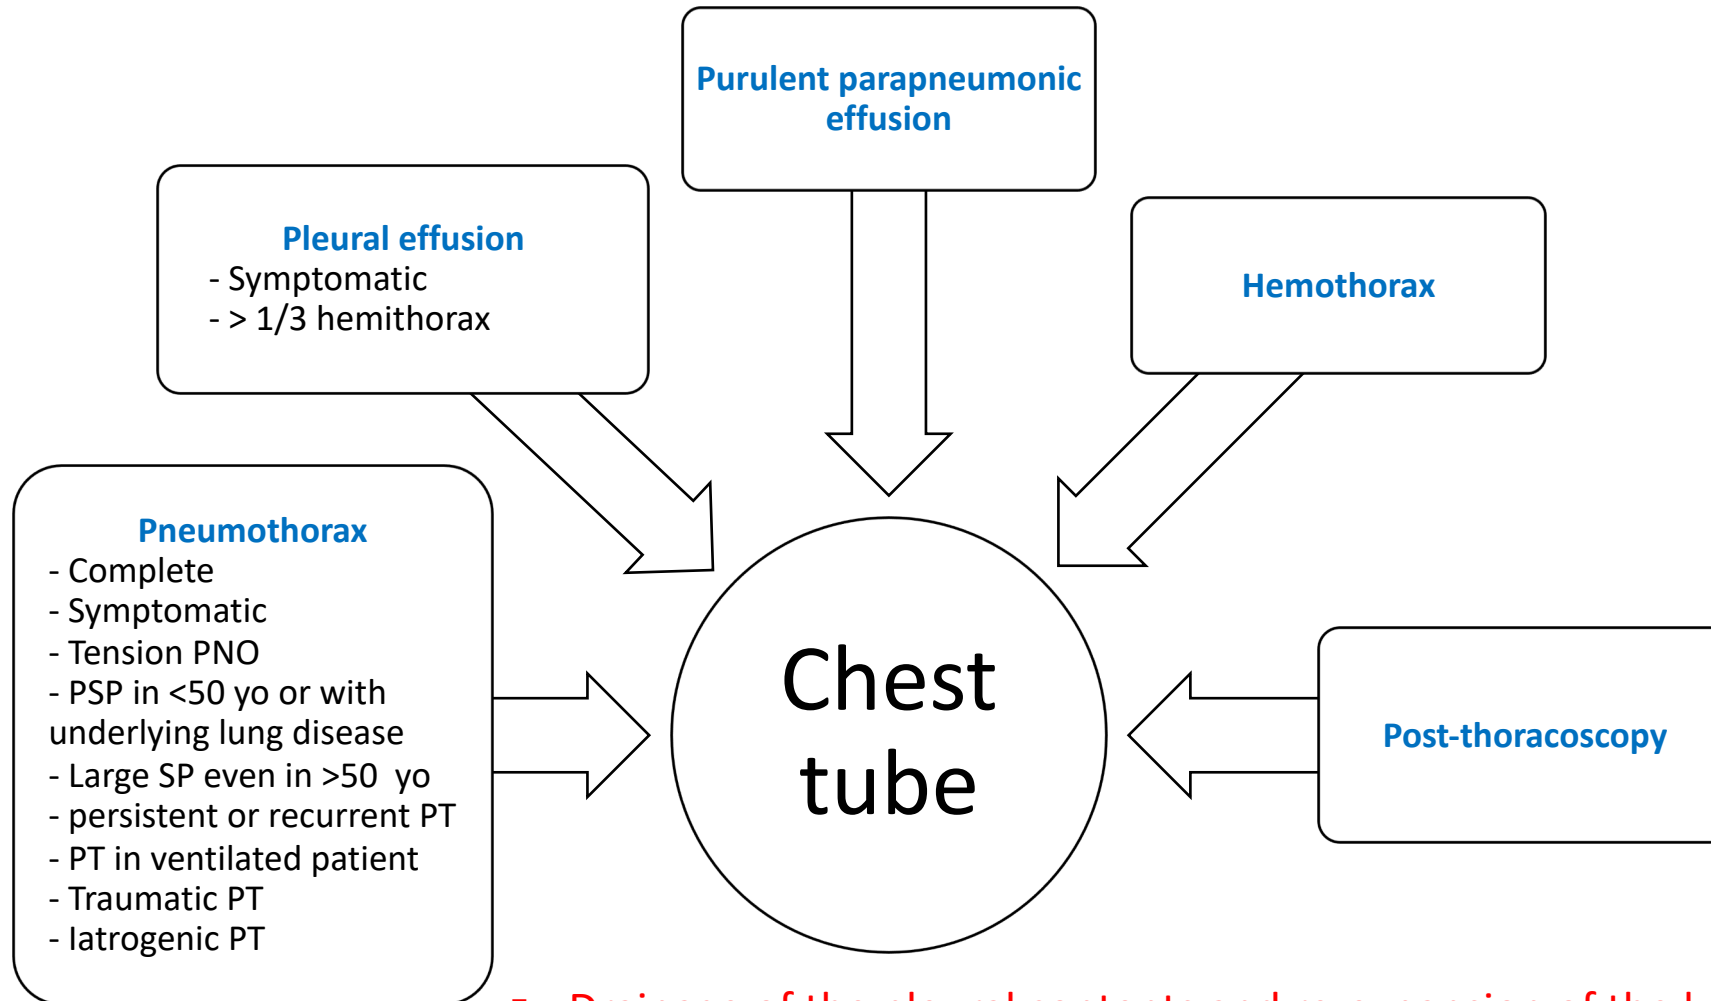 Purulent parapneumonic
effusion
Pleural effusion
- Symptomatic
- > 1/3 hemithorax
Hemothorax
Pneumothorax
- Complete
- Symptomatic
- Tension PNO
- PSP in <50 yo or with
underlying lung disease
- Large SP even in >50  yo
- persistent or recurrent PT
- PT in ventilated patient
- Traumatic PT
- Iatrogenic PT
Chest
tube
Post-thoracoscopy